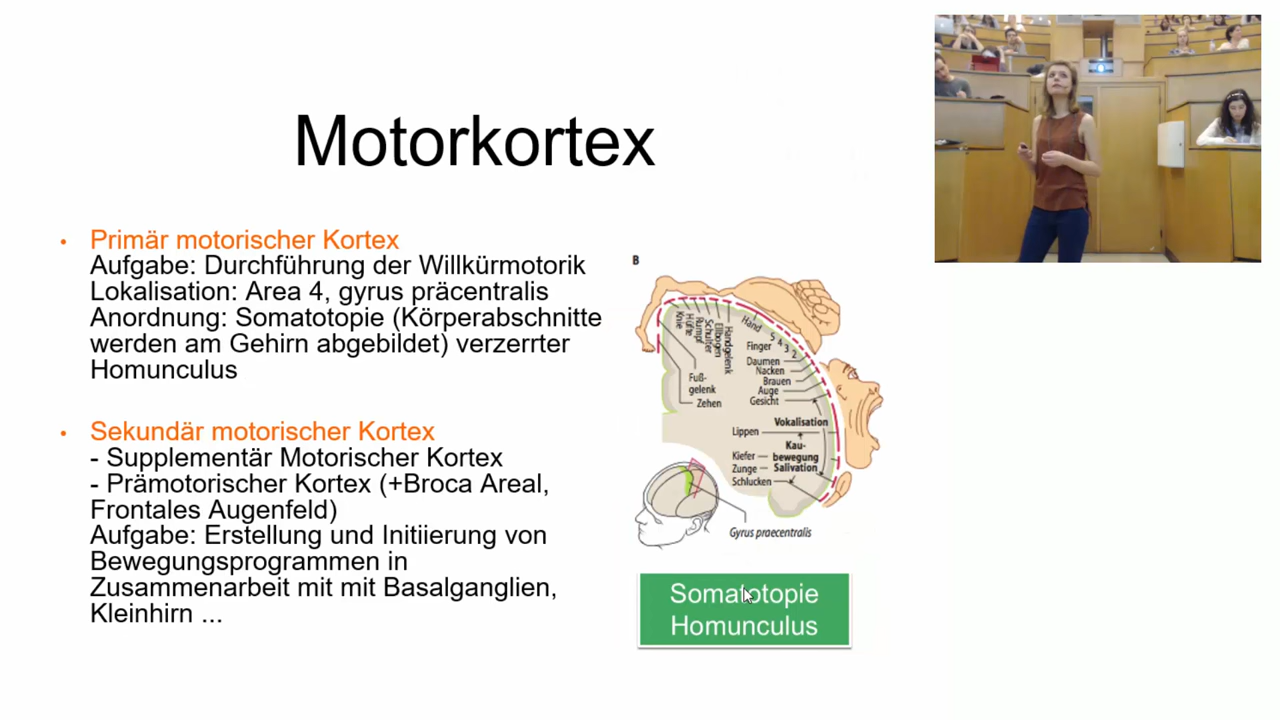 Motorkortex
• Primär motorischer Kortex
Aufgabe: Durchführung der Willkürmotorik
Lokalisation: Area 4, gyrus präcentralis
Anordnung: Somatotopie (Körperabschnitte
werden am Gehirn abgebildet) verzerrter
Homunculus
• Sekundär motorischer Kortex
- Supplementär Motorischer Kortex
- Prämotorischer Kortex (+Broca Areal,
Frontales Augenfeld)
Aufgabe: Erstellung und Initiierung von
Bewegungsprogrammen in
Zusammenarbeit mit mit Basalganglien,
Kleinhirn ...
B
Knie
Hüfte
Rumpf
Schulter
Ellbogen
Handgelenk
Hand
5
4
3
2
Finger
Daumen
Nacken
Brauen
Auge
Gesicht
Fuß-
gelenk
Zehen
Vokalisation
Lippen
Kau-
bewegung
Kiefer
Zunge
Salivation
Schlucken
Gyrus praecentralis
Somatotopie
Homunculus